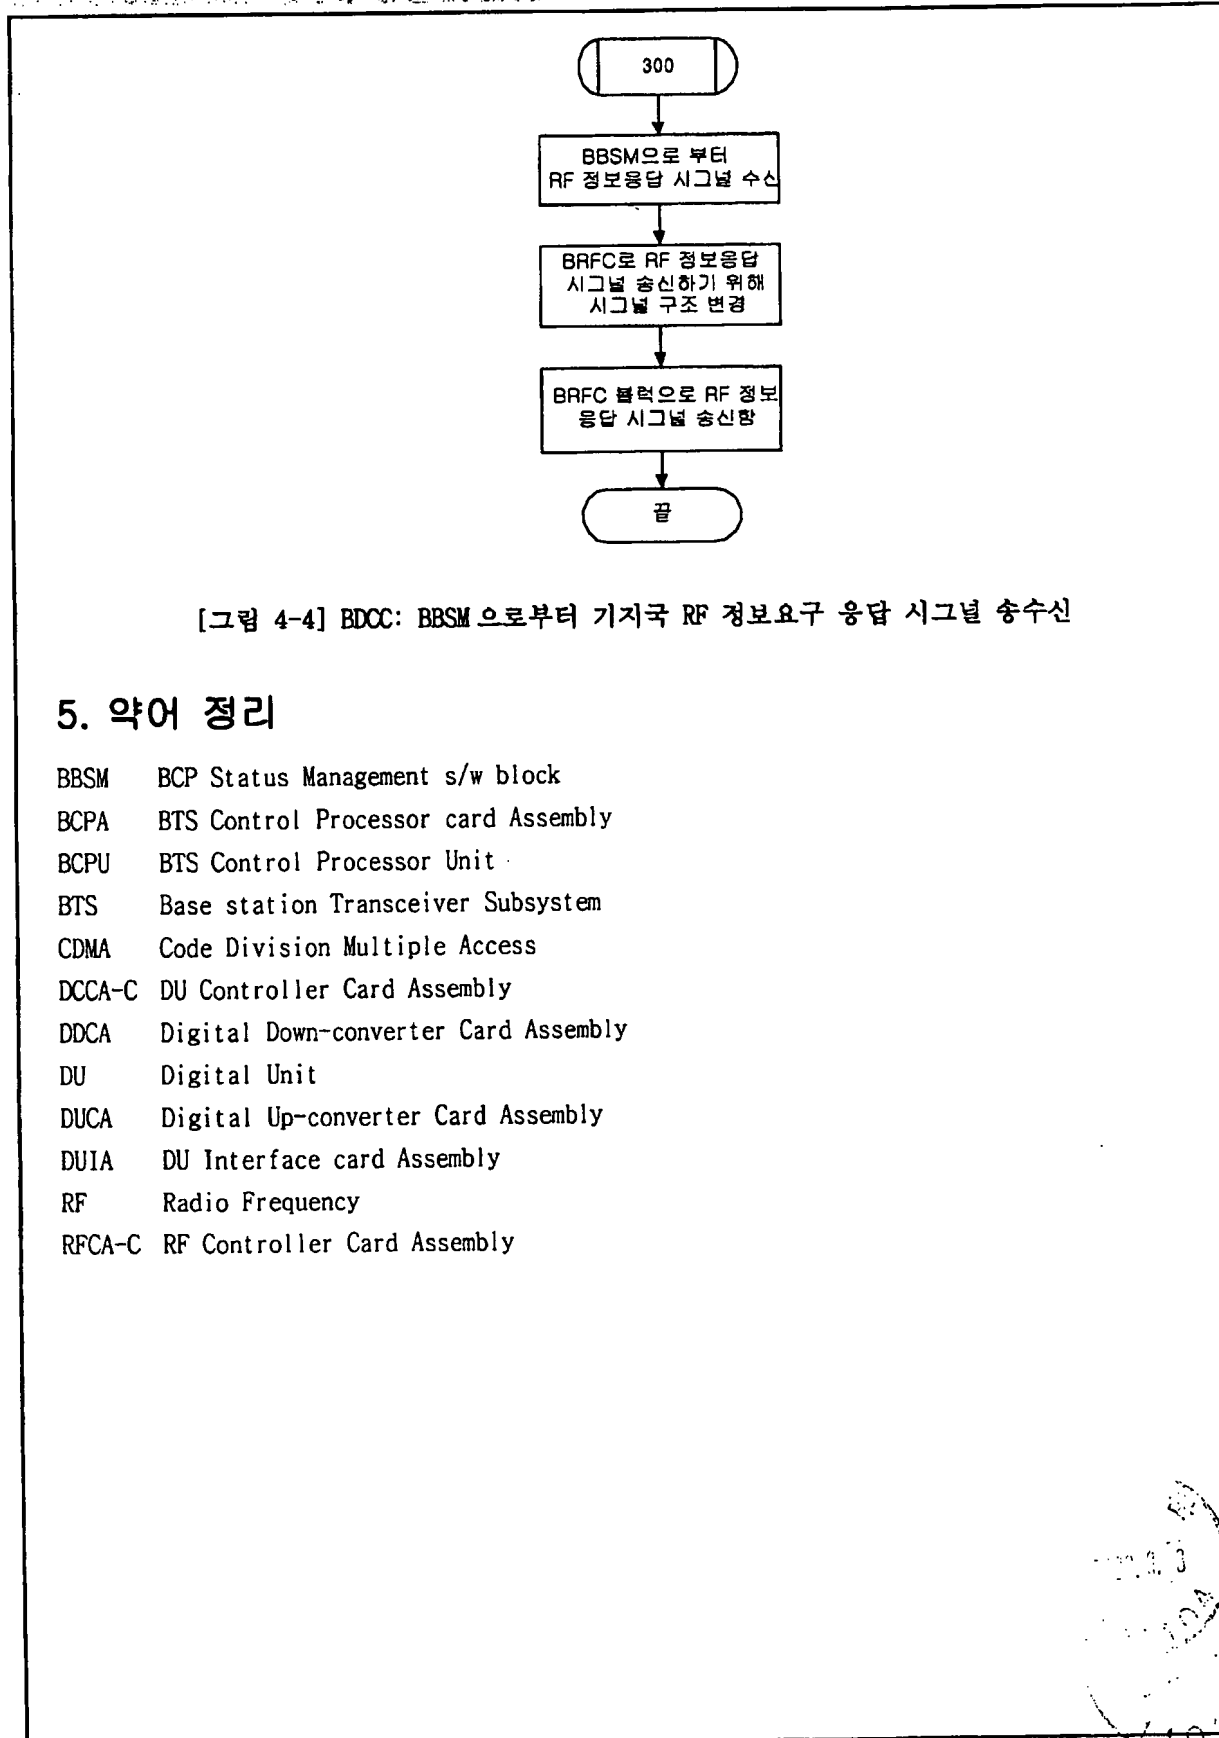 300
BBSM으로 부터
RF 정보응답 시그널 수신
BRFC로 RF 정보응답
시그널 송신하기 위해
시그널 구조 변경
BRFC 블럭으로 RF 정보
응답 시그널 송신함
끝
[그림 4-4] BDCC: BBSM 으로부터 기지국 RF 정보요구 응답 시그널 송수신
5. 약어 정리
BBSM BCP Status Management s/w block
BCPA BTS Control Processor card Assembly
BCPU BTS Control Processor Unit
BTS Base station Transceiver Subsystem
CDMA Code Division Multiple Access
DCCA-C DU Controller Card Assembly
DDCA Digital Down-converter Card Assembly
DU Digital Unit
DUCA Digital Up-converter Card Assembly
DUIA DU Interface card Assembly
RF Radio Frequency
RFCA-C RF Controller Card Assembly